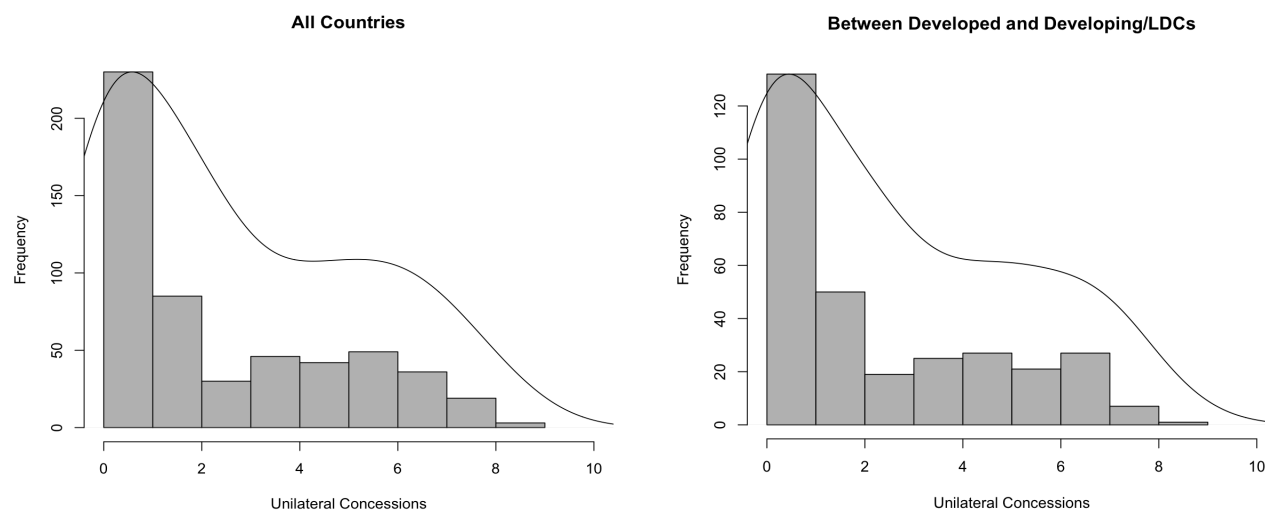 All Countries
Frequency
0
50
100
150
200
0 2 4 6 8 10
Unilateral Concessions
Between Developed and Developing/LDCs
Frequency
0
20
40
60
80
100
120
0 2 4 6 8 10
Unilateral Concessions